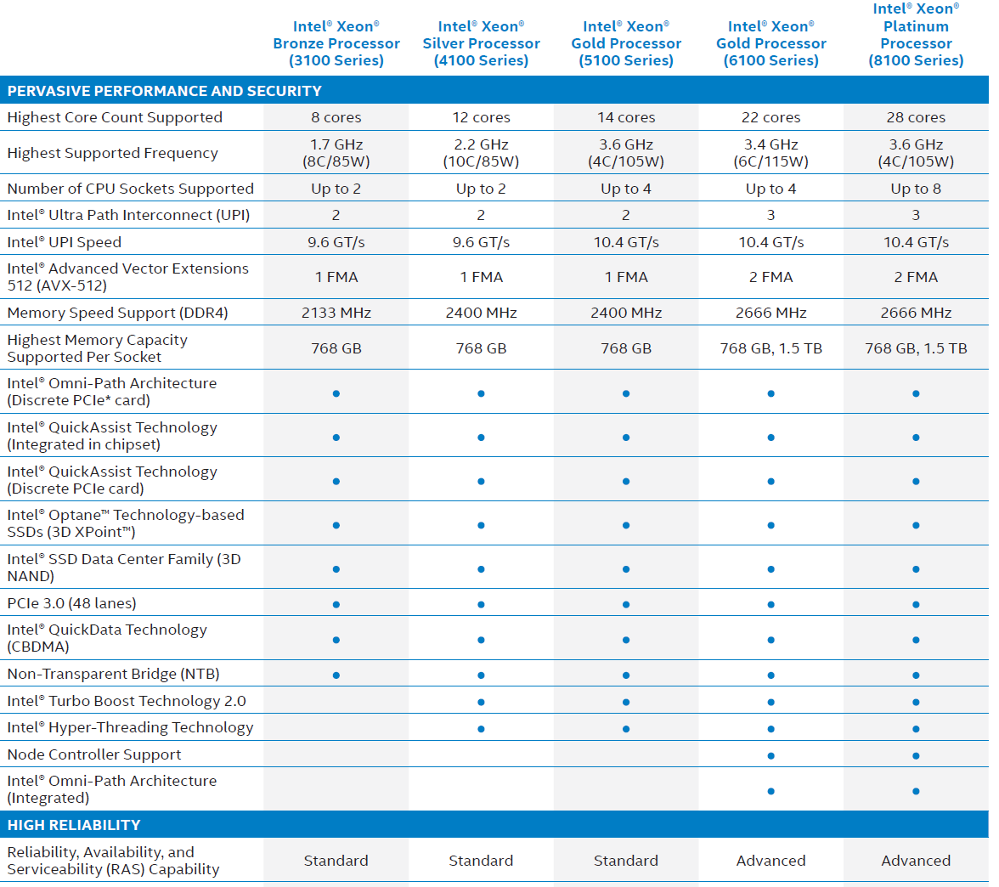 Intel® Xeon® Bronze Processor (3100 Series)
Intel® Xeon® Silver Processor (4100 Series)
Intel® Xeon® Gold Processor (5100 Series)
Intel® Xeon® Gold Processor (6100 Series)
Intel® Xeon® Platinum Processor (8100 Series)
PERVASIVE PERFORMANCE AND SECURITY
Highest Core Count Supported 8 cores 12 cores 14 cores 22 cores 28 cores
Highest Supported Frequency 1.7 GHz (8C/85W) 2.2 GHz (10C/85W) 3.6 GHz (4C/105W) 3.4 GHz (6C/115W) 3.6 GHz (4C/105W)
Number of CPU Sockets Supported Up to 2 Up to 2 Up to 4 Up to 4 Up to 8
Intel® Ultra Path Interconnect (UPI) 2 2 2 3 3
Intel® UPI Speed 9.6 GT/s 9.6 GT/s 10.4 GT/s 10.4 GT/s 10.4 GT/s
Intel® Advanced Vector Extensions
512 (AVX-512) 1 FMA 1 FMA 1 FMA 2 FMA 2 FMA
Memory Speed Support (DDR4) 2133 MHz 2400 MHz 2400 MHz 2666 MHz 2666 MHz
Highest Memory Capacity
Supported Per Socket 768 GB 768 GB 768 GB 768 GB, 1.5 TB 768 GB, 1.5 TB
Intel® Omni-Path Architecture
(Discrete PCIe* card) ● ● ● ● ●
Intel® QuickAssist Technology
(Integrated in chipset) ● ● ● ● ●
Intel® QuickAssist Technology
(Discrete PCIe card) ● ● ● ● ●
Intel® Optane™ Technology-based
SSDs (3D XPoint™) ● ● ● ● ●
Intel® SSD Data Center Family (3D
NAND) ● ● ● ● ●
PCIe 3.0 (48 lanes) ● ● ● ● ●
Intel® QuickData Technology
(CBDMA) ● ● ● ● ●
Non-Transparent Bridge (NTB) ● ● ● ● ●
Intel® Turbo Boost Technology 2.0 ● ● ● ●
Intel® Hyper-Threading Technology ● ● ● ●
Node Controller Support ● ●
Intel® Omni-Path Architecture
(Integrated) ● ●
HIGH RELIABILITY
Reliability, Availability, and
Serviceability (RAS) Capability Standard Standard Standard Advanced Advanced